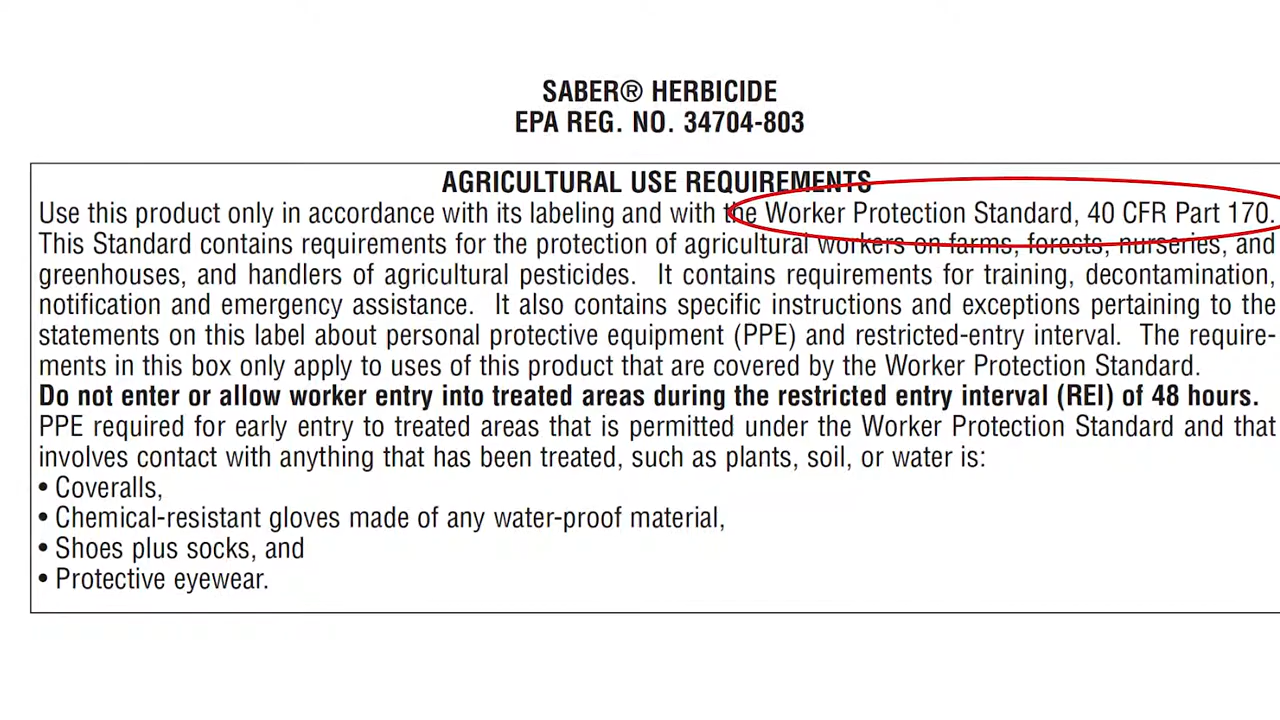 SABER® HERBICIDE
EPA REG. NO. 34704-803
AGRICULTURAL USE REQUIREMENTS
Use this product only in accordance with its labeling and with the Worker Protection Standard, 40 CFR Part 170.
This Standard contains requirements for the protection of agricultural workers on farms, forests, nurseries, and
greenhouses, and handlers of agricultural pesticides. It contains requirements for training, decontamination,
notification and emergency assistance. It also contains specific instructions and exceptions pertaining to the
statements on this label about personal protective equipment (PPE) and restricted-entry interval. The require-
ments in this box only apply to uses of this product that are covered by the Worker Protection Standard.
Do not enter or allow worker entry into treated areas during the restricted entry interval (REI) of 48 hours.
PPE required for early entry to treated areas that is permitted under the Worker Protection Standard and that
involves contact with anything that has been treated, such as plants, soil, or water is:
• Coveralls,
• Chemical-resistant gloves made of any water-proof material,
• Shoes plus socks, and
• Protective eyewear.